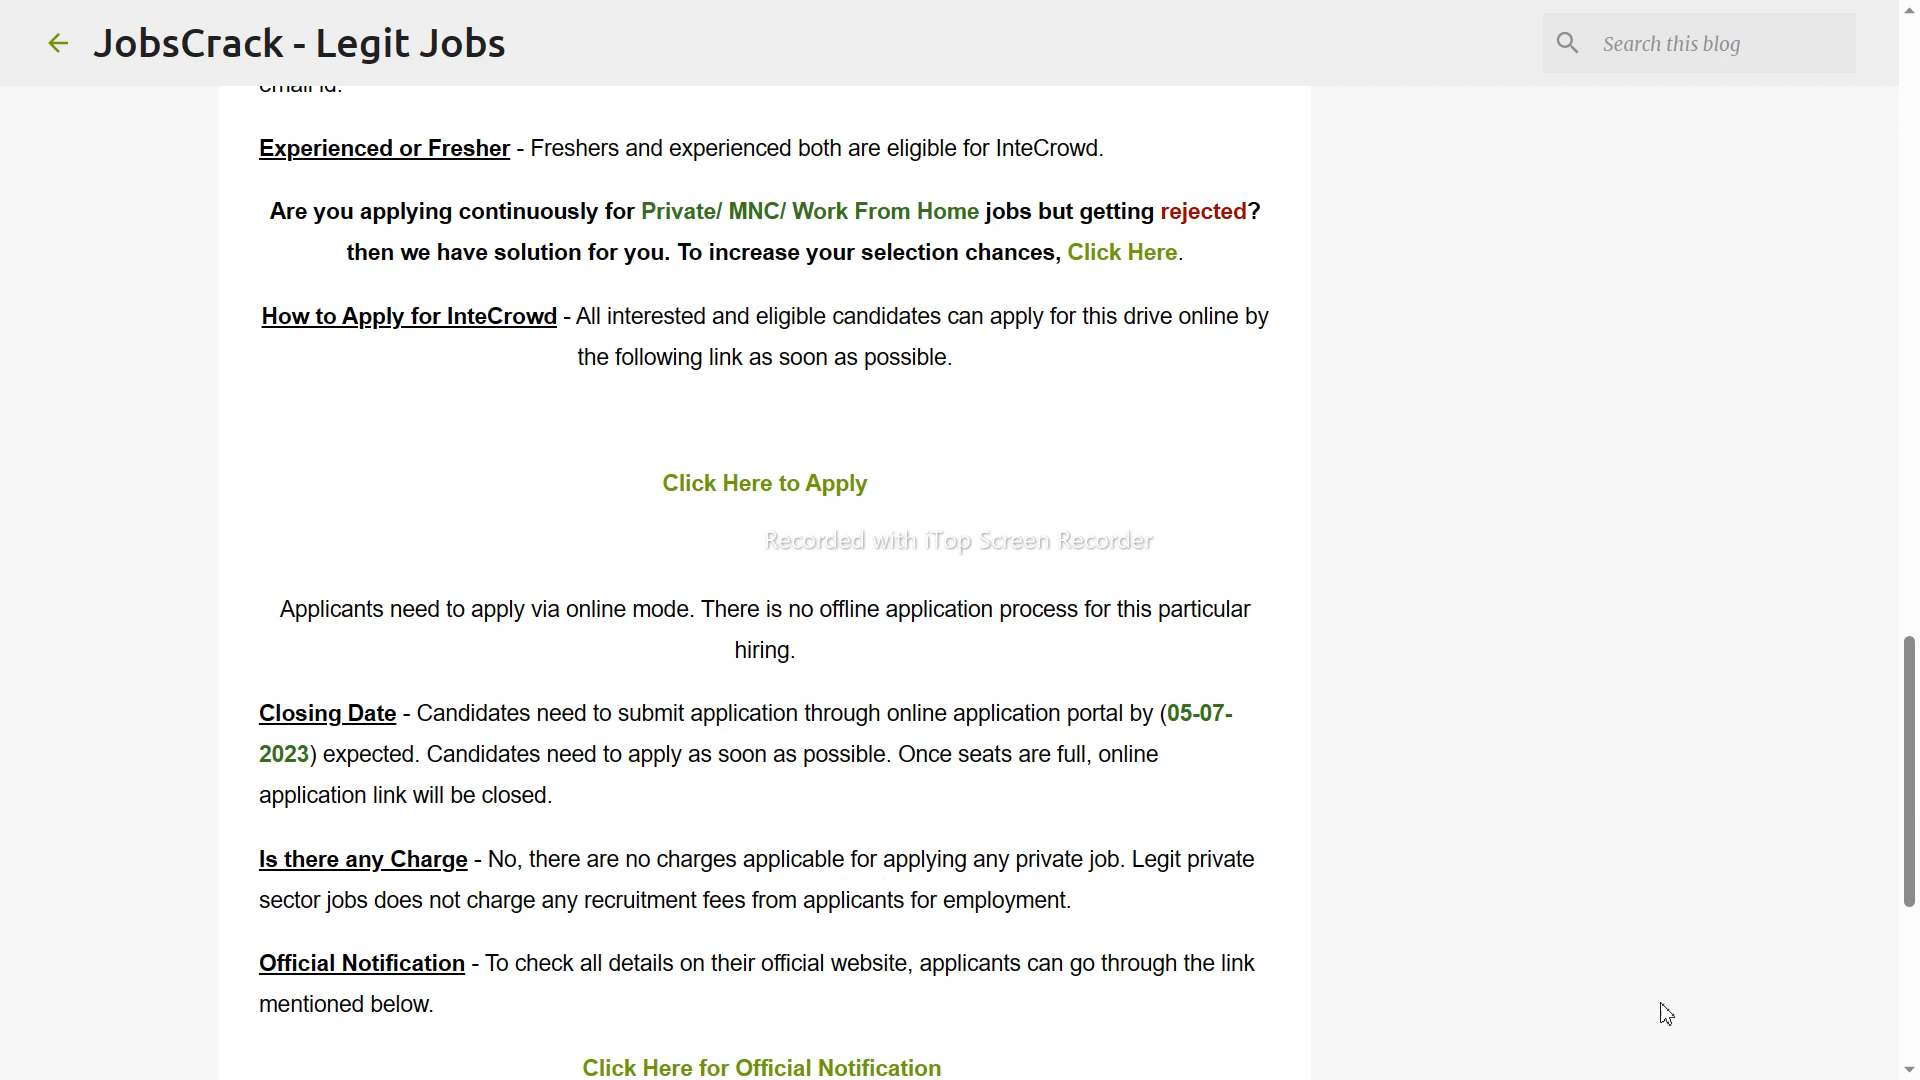 JobsCrack - Legit Jobs
Search this blog
email id.
Experienced or Fresher - Freshers and experienced both are eligible for InteCrowd.
Are you applying continuously for Private/ MNC/ Work From Home jobs but getting rejected?
then we have solution for you. To increase your selection chances, Click Here.
How to Apply for InteCrowd - All interested and eligible candidates can apply for this drive online by
the following link as soon as possible.
Click Here to Apply
Recorded with iTop Screen Recorder
Applicants need to apply via online mode. There is no offline application process for this particular
hiring.
Closing Date - Candidates need to submit application through online application portal by (05-07-
2023) expected. Candidates need to apply as soon as possible. Once seats are full, online
application link will be closed.
Is there any Charge - No, there are no charges applicable for applying any private job. Legit private
sector jobs does not charge any recruitment fees from applicants for employment.
Official Notification - To check all details on their official website, applicants can go through the link
mentioned below.
Click Here for Official Notification